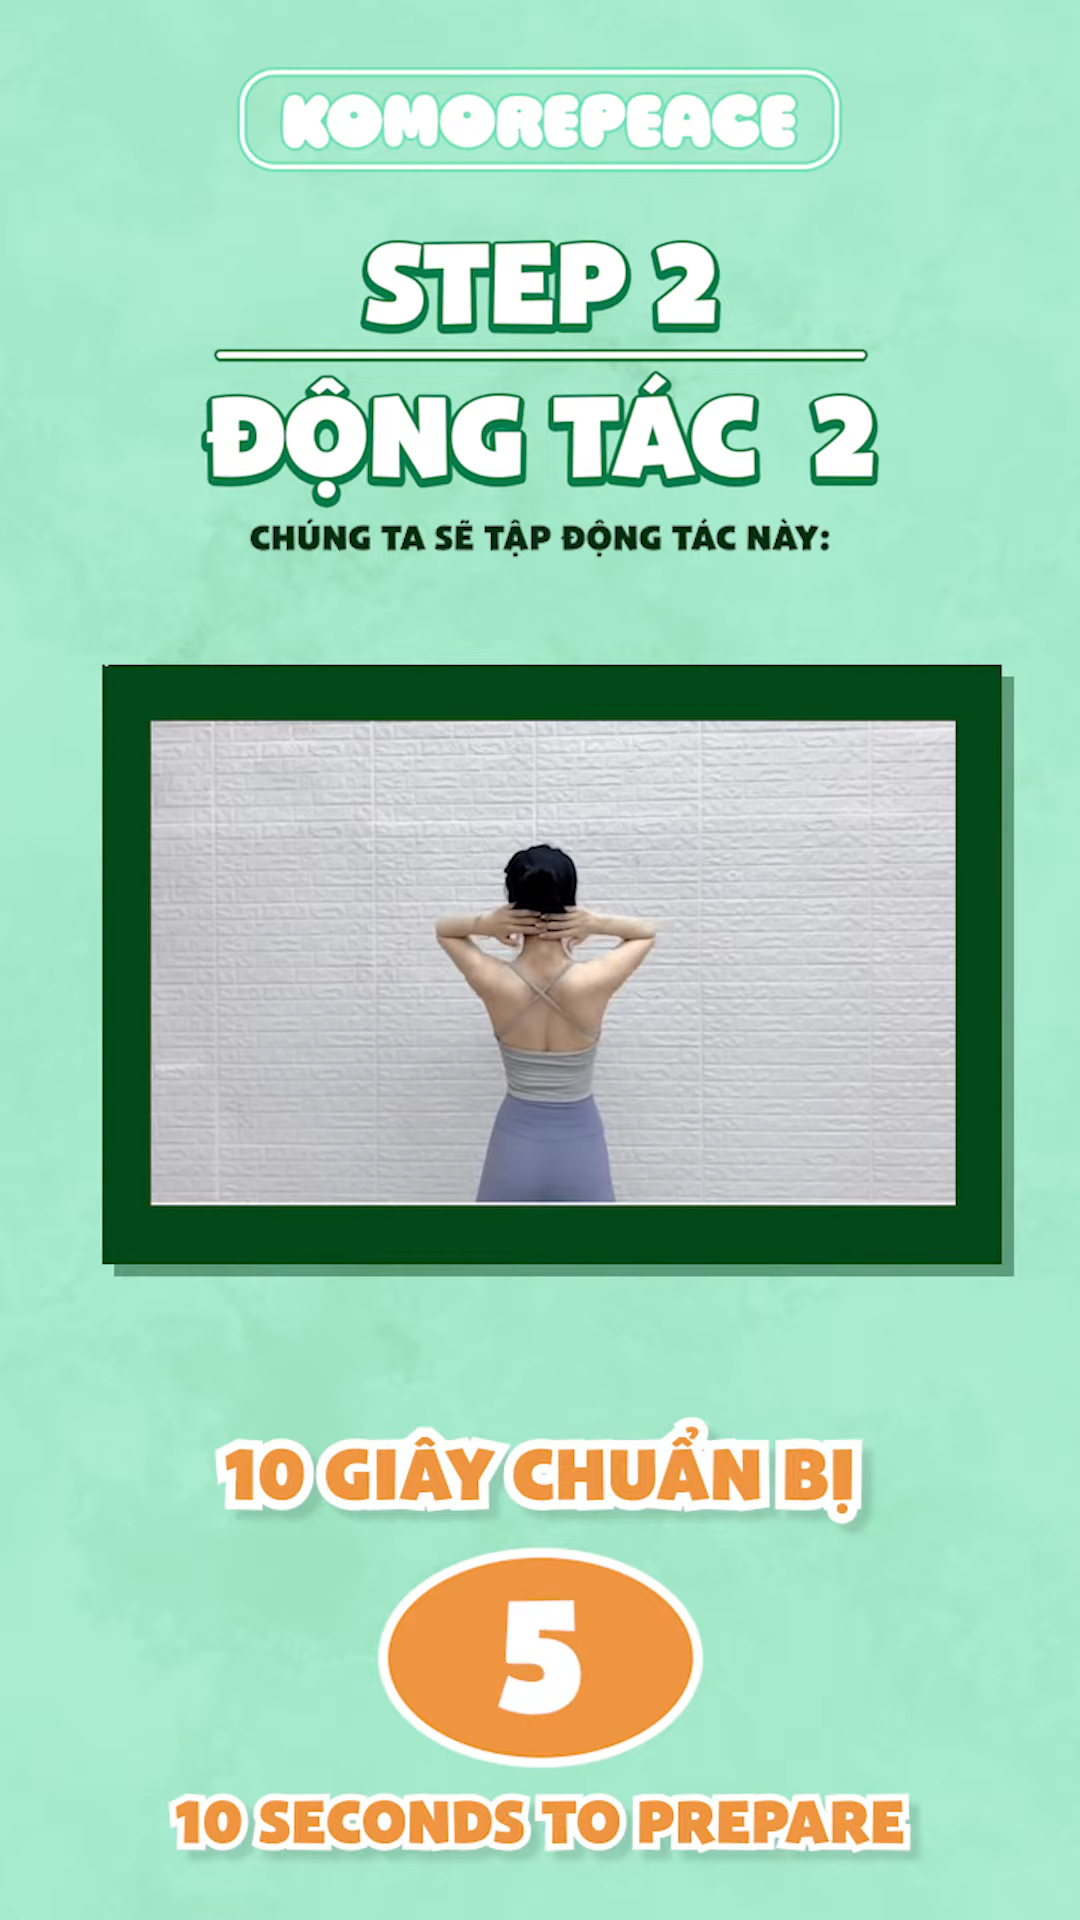 KOMOREPEACE
STEP 2
ĐỘNG TÁC 2
CHÚNG TA SẼ TẬP ĐỘNG TÁC NÀY:
10 GIÂY CHUẨN BỊ
5
10 SECONDS TO PREPARE